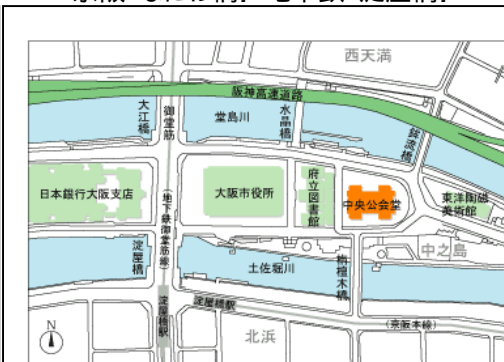 西天満
阪神高速道路
大江橋
御堂筋
堂島川
水晶橋
鉾流橋
日本銀行大阪支店
(地下鉄御堂筋線)
大阪市役所
府立図書館
中央公会堂
東洋陶磁
美術館
淀屋橋
土佐堀川
栴檀木橋
中之島
淀屋橋駅
淀屋橋駅
(京阪本線)
北浜
N